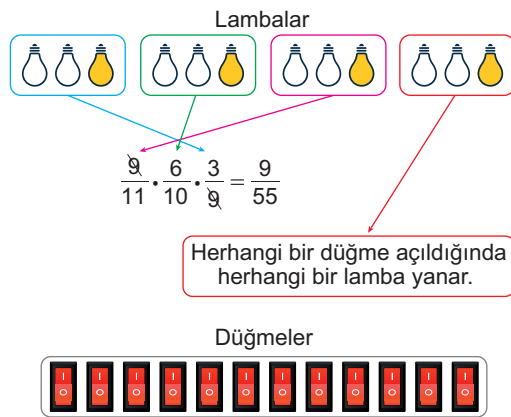 Lambalar
9/11 · 6/10 · 3/9 = 9/55
Herhangi bir düğme açıldığında
herhangi bir lamba yanar.
Düğmeler
I I I I I I I I I I I I
O O O O O O O O O O O O